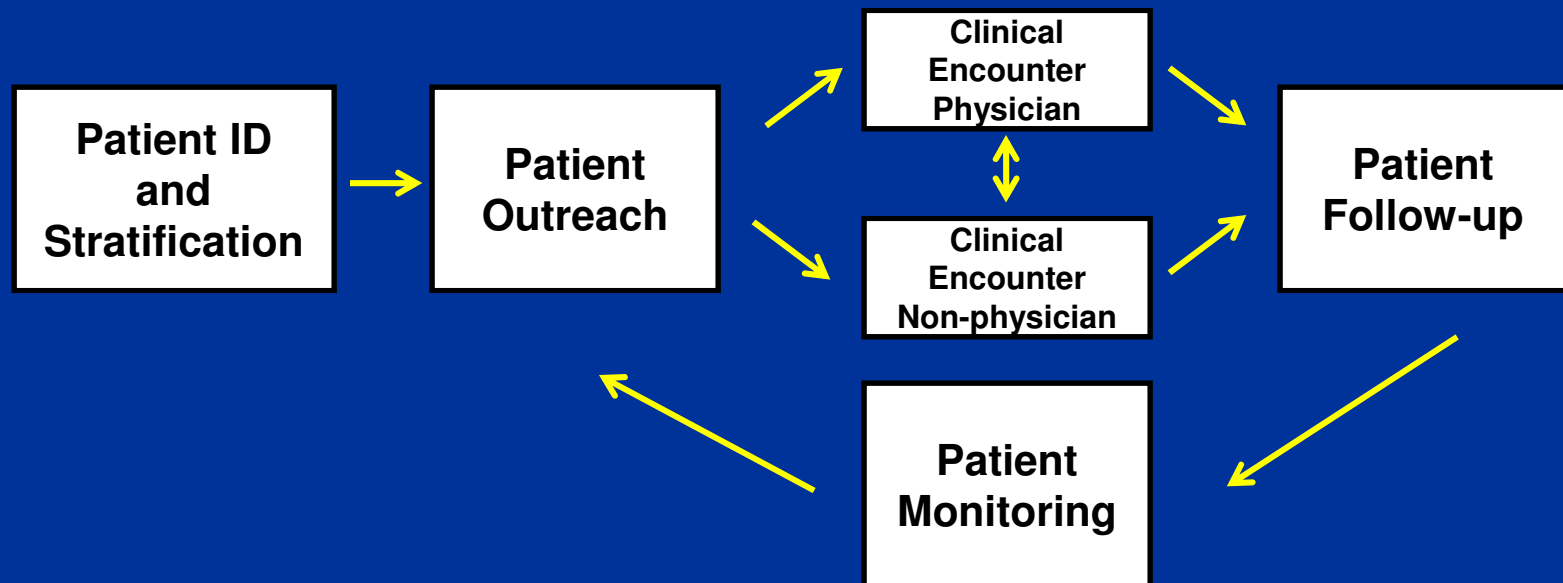 Patient ID
and
Stratification
Patient
Outreach
Clinical
Encounter
Physician
Clinical
Encounter
Non-physician
Patient
Follow-up
Patient
Monitoring